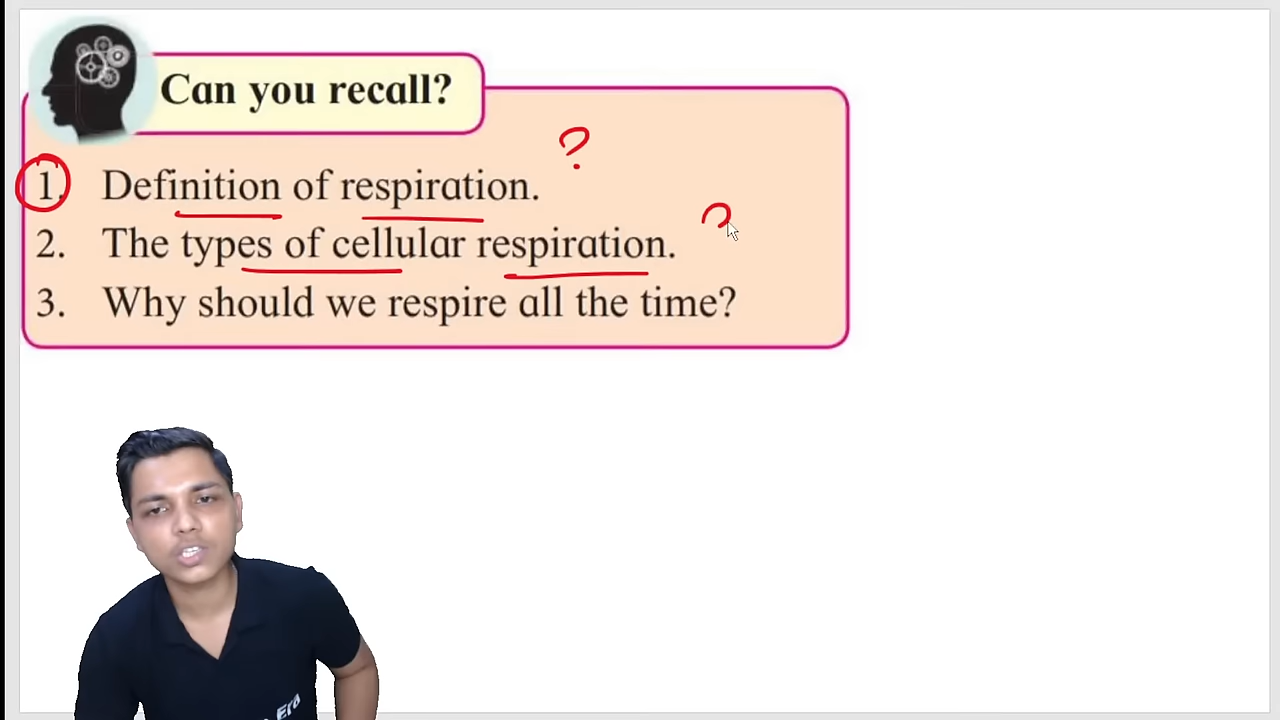 Can you recall?
?
1. Definition of respiration.
?
2. The types of cellular respiration.
3. Why should we respire all the time?
Era